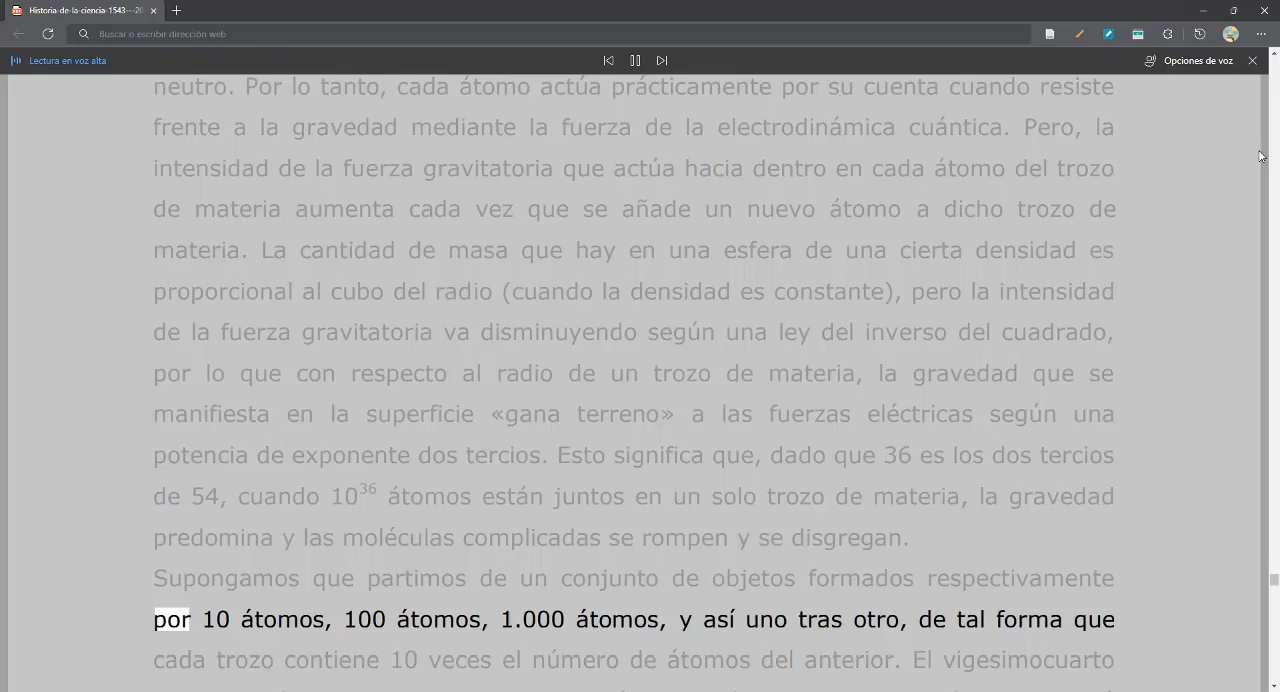 Historia-de-la-ciencia-1543---20
Buscar o escribir dirección web
Lectura en voz alta
Opciones de voz
neutro. Por lo tanto, cada átomo actúa prácticamente por su cuenta cuando resiste
frente a la gravedad mediante la fuerza de la electrodinámica cuántica. Pero, la
intensidad de la fuerza gravitatoria que actúa hacia dentro en cada átomo del trozo
de materia aumenta cada vez que se añade un nuevo átomo a dicho trozo de
materia. La cantidad de masa que hay en una esfera de una cierta densidad es
proporcional al cubo del radio (cuando la densidad es constante), pero la intensidad
de la fuerza gravitatoria va disminuyendo según una ley del inverso del cuadrado,
por lo que con respecto al radio de un trozo de materia, la gravedad que se
manifiesta en la superficie «gana terreno» a las fuerzas eléctricas según una
potencia de exponente dos tercios. Esto significa que, dado que 36 es los dos tercios
de 54, cuando 10³⁶ átomos están juntos en un solo trozo de materia, la gravedad
predomina y las moléculas complicadas se rompen y se disgregan.
Supongamos que partimos de un conjunto de objetos formados respectivamente
por 10 átomos, 100 átomos, 1.000 átomos, y así uno tras otro, de tal forma que
cada trozo contiene 10 veces el número de átomos del anterior. El vigesimocuarto